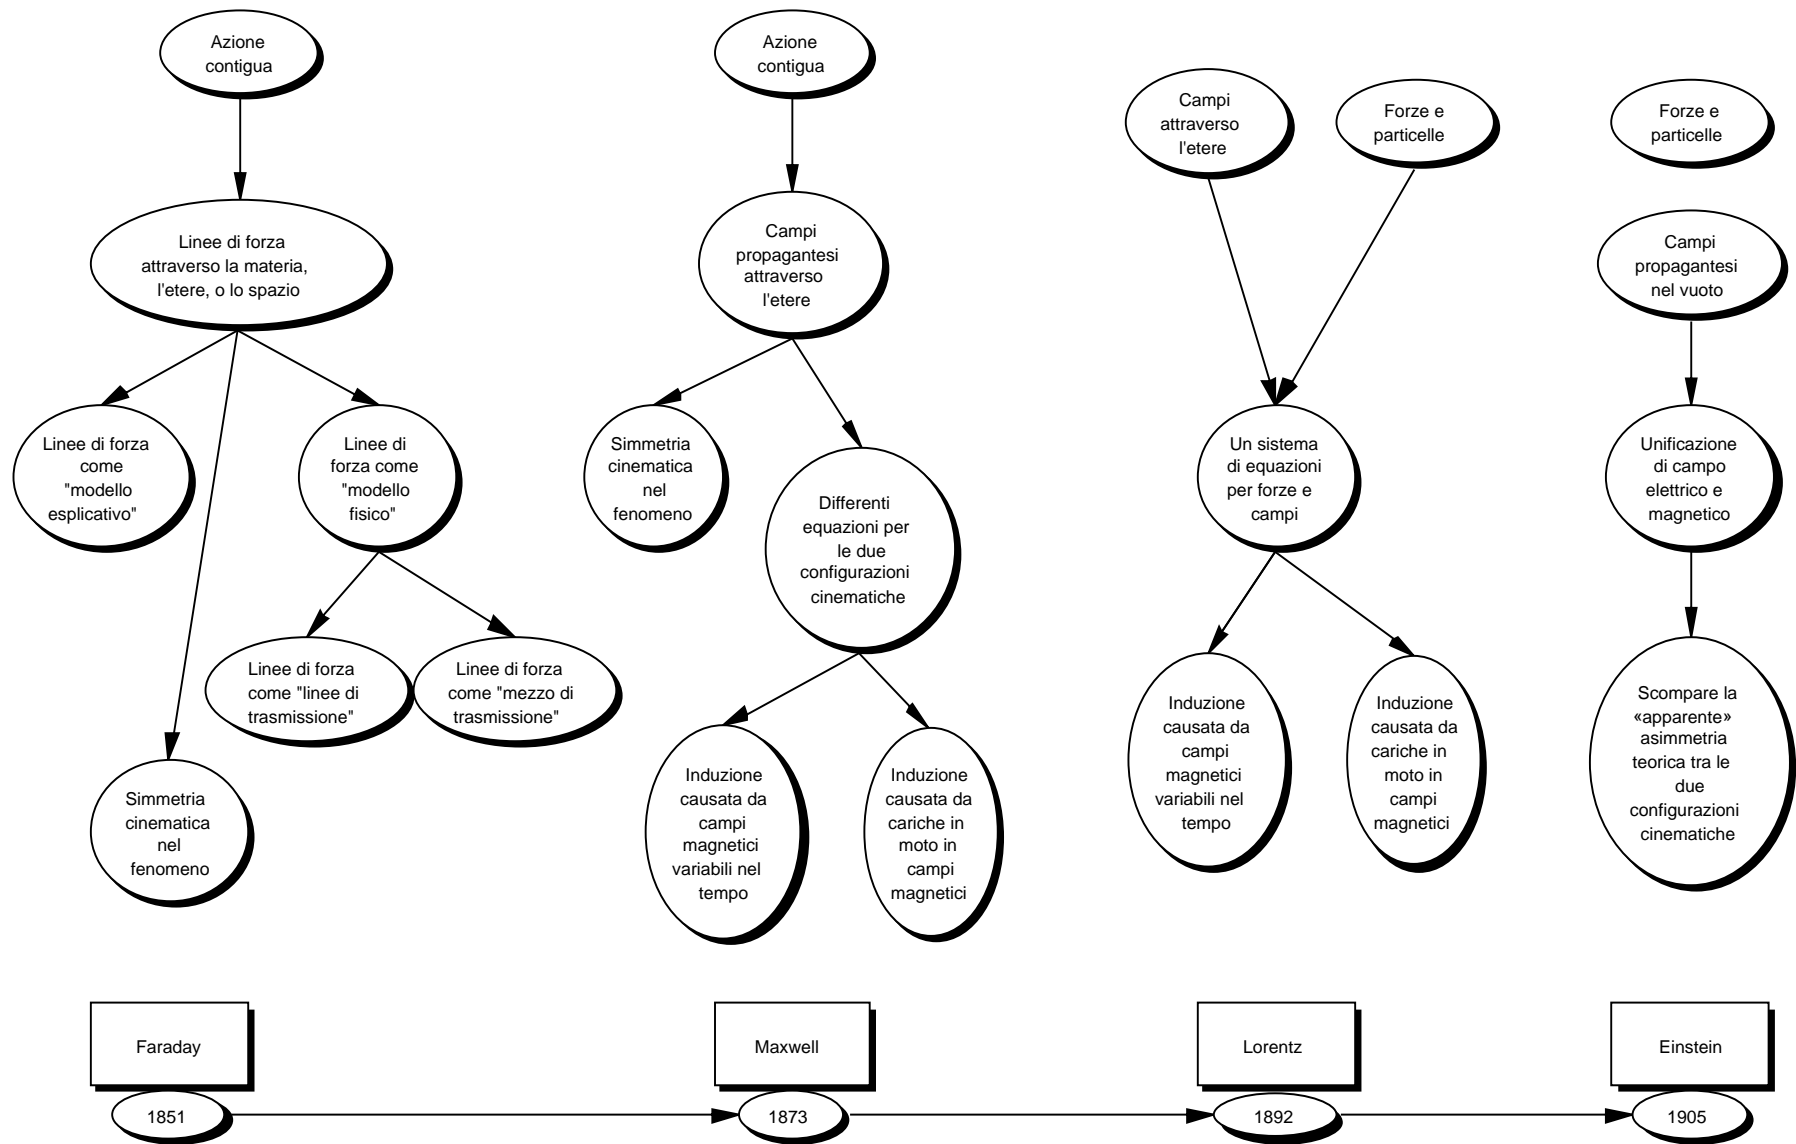 Azione
contigua
Linee di forza
attraverso la materia,
l'etere, o lo spazio
Linee di forza
come
"modello
esplicativo"
Linee di
forza come
"modello
fisico"
Linee di forza
come "linee di
trasmissione"
Linee di forza
come "mezzo di
trasmissione"
Simmetria
cinematica
nel
fenomeno
Azione
contigua
Campi
propagantesi
attraverso
l'etere
Simmetria
cinematica
nel
fenomeno
Differenti
equazioni per
le due
configurazioni
cinematiche
Induzione
causata da
campi
magnetici
variabili nel
tempo
Induzione
causata da
cariche in
moto in
campi
magnetici
Campi
attraverso
l'etere
Forze e
particelle
Un sistema
di equazioni
per forze e
campi
Induzione
causata da
campi
magnetici
variabili nel
tempo
Induzione
causata da
cariche in
moto in
campi
magnetici
Forze e
particelle
Campi
propagantesi
nel vuoto
Unificazione
di campo
elettrico e
magnetico
Scompare la
«apparente»
asimmetria
teorica tra le
due
configurazioni
cinematiche
Faraday
Maxwell
Lorentz
Einstein
1851
1873
1892
1905